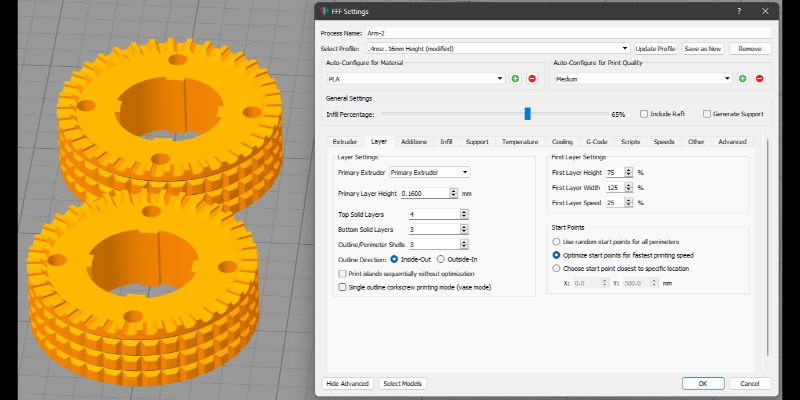 FFF Settings ?
Process Name: Arm-2
Select Profile: .4noz .16mm Height (modified) Update Profile Save as New Remove
Auto-Configure for Material Auto-Configure for Print Quality
PLA Medium
General Settings
Infill Percentage: 65% Include Raft Generate Support
Extruder Layer Additions Infill Support Temperature Cooling G-Code Scripts Speeds Other Advanced
Layer Settings First Layer Settings
Primary Extruder Primary Extruder First Layer Height 75 %
Primary Layer Height 0.1600 mm First Layer Width 125 %
First Layer Speed 25 %
Top Solid Layers 4
Bottom Solid Layers 3 Start Points
Outline/Perimeter Shells 3 Use random start points for all perimeters
Outline Direction: Inside-Out Outside-In Optimize start points for fastest printing speed
Print islands sequentially without optimization Choose start point closest to specific location
Single outline corkscrew printing mode (vase mode) X: 0.0 Y: 500.0 mm
Hide Advanced Select Models OK Cancel